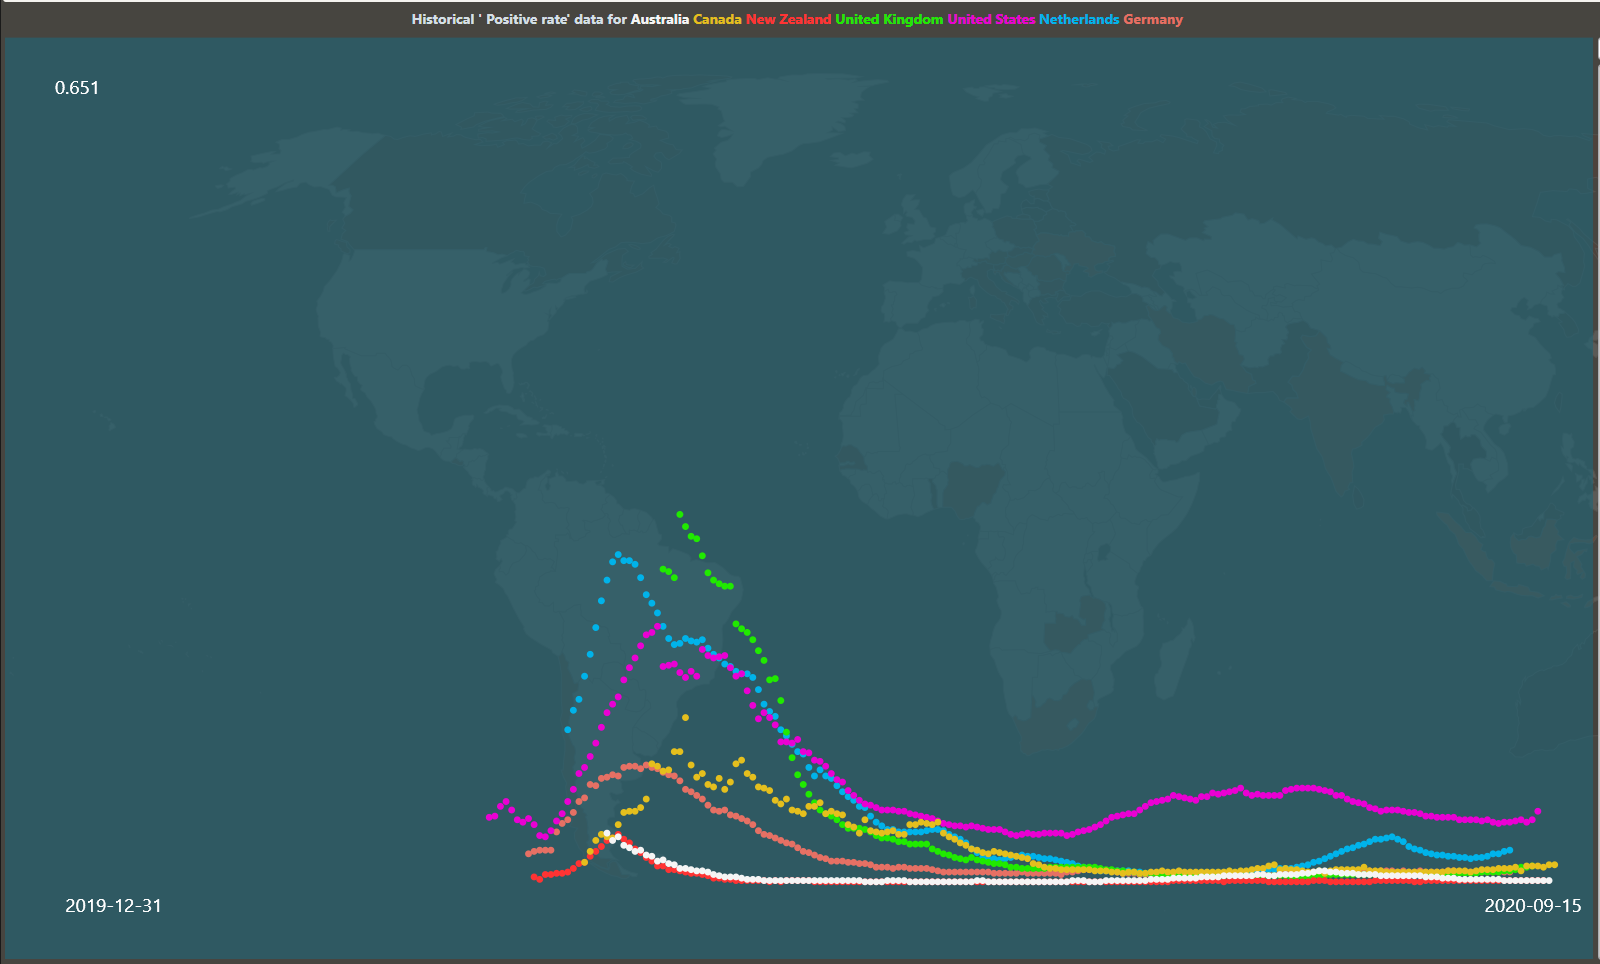 Historical ' Positive rate' data for Australia Canada New Zealand United Kingdom United States Netherlands Germany
0.651
2019-12-31 2020-09-15